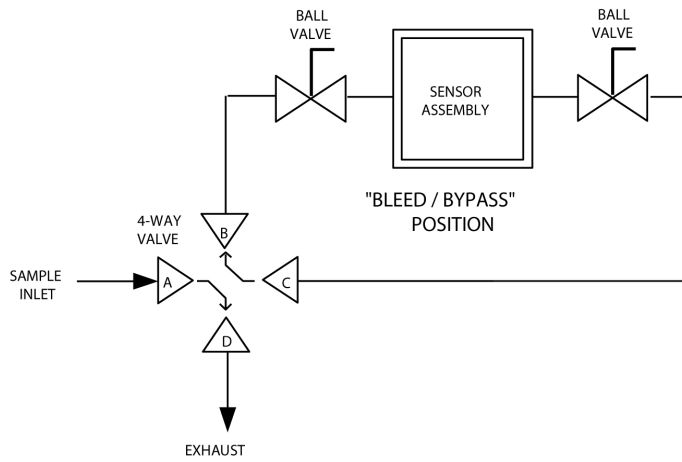 BALL
VALVE
BALL
VALVE
SENSOR
ASSEMBLY
"BLEED / BYPASS"
POSITION
4-WAY
VALVE
B
SAMPLE
INLET
A
C
D
EXHAUST